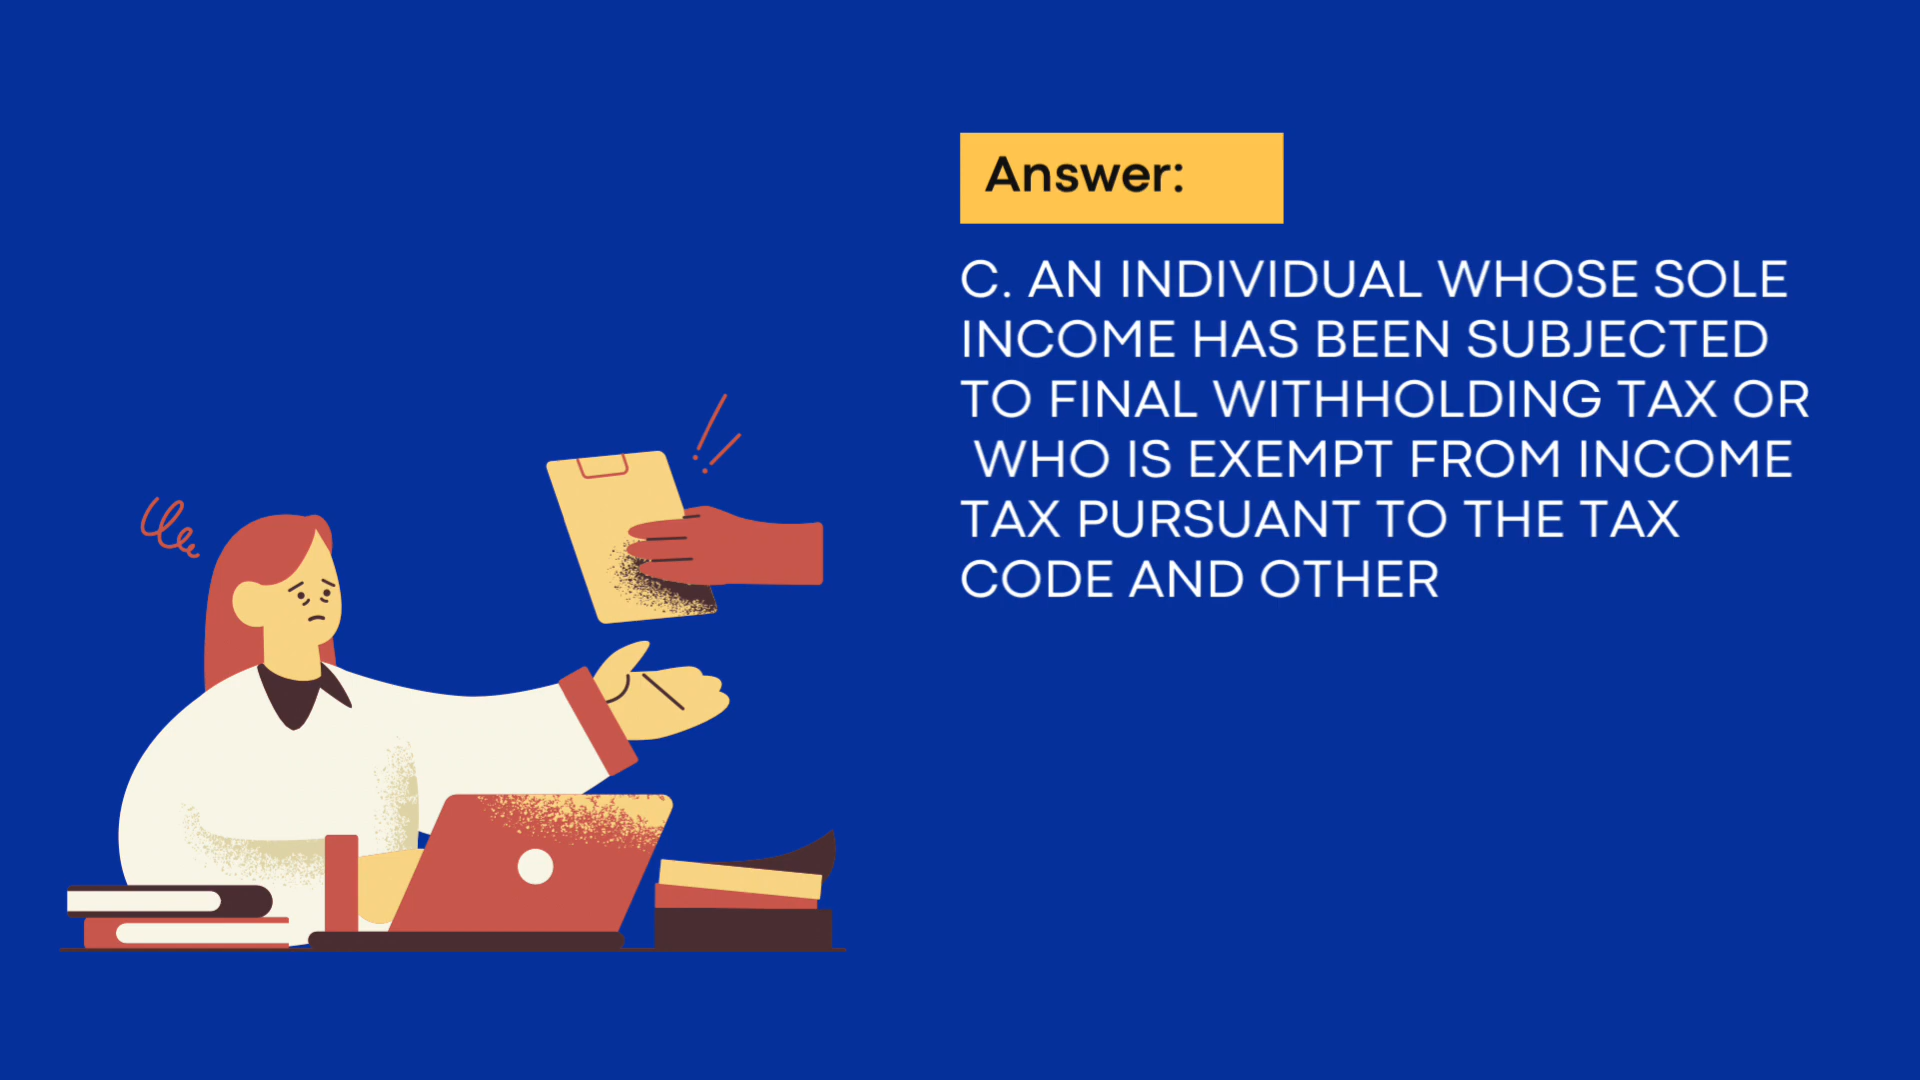 Answer:
C. AN INDIVIDUAL WHOSE SOLE
INCOME HAS BEEN SUBJECTED
TO FINAL WITHHOLDING TAX OR
WHO IS EXEMPT FROM INCOME
TAX PURSUANT TO THE TAX
CODE AND OTHER